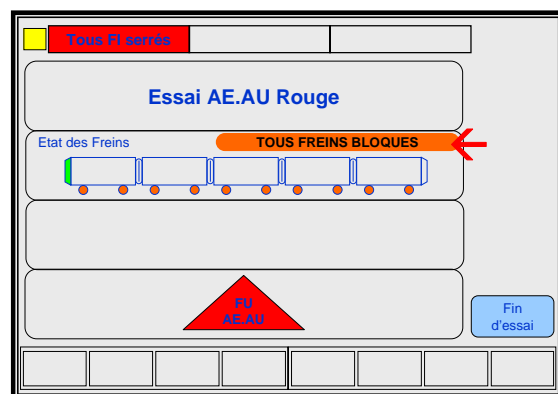 Tous FI serrés
Essai AE.AU Rouge
Etat des Freins
TOUS FREINS BLOQUES
FU
AE.AU
Fin
d'essai